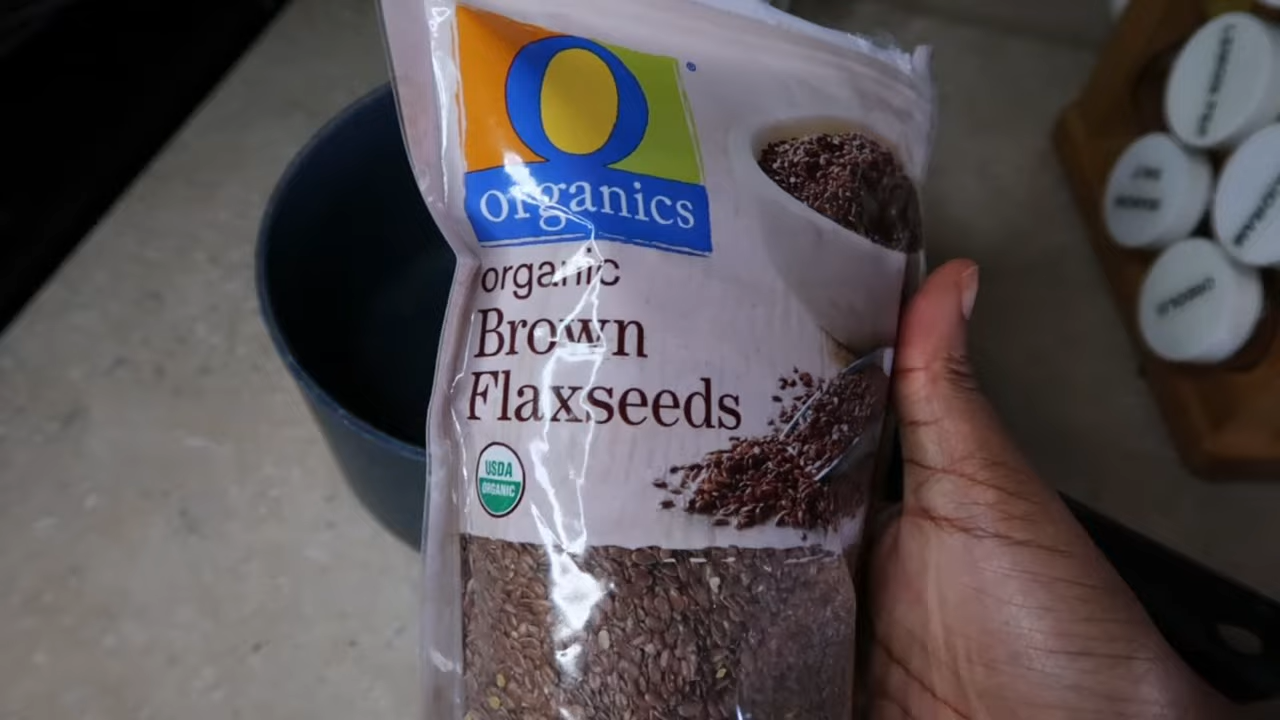 O
organics
organic
Brown
Flaxseeds
USDA
ORGANIC